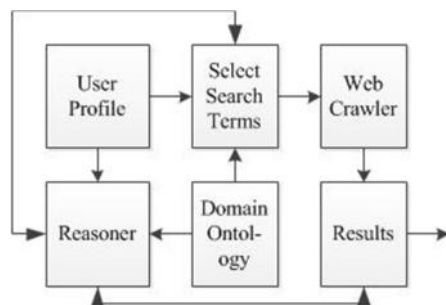 User
Profile
Select
Search
Terms
Web
Crawler
Reasoner
Domain
Ontol-
ogy
Results